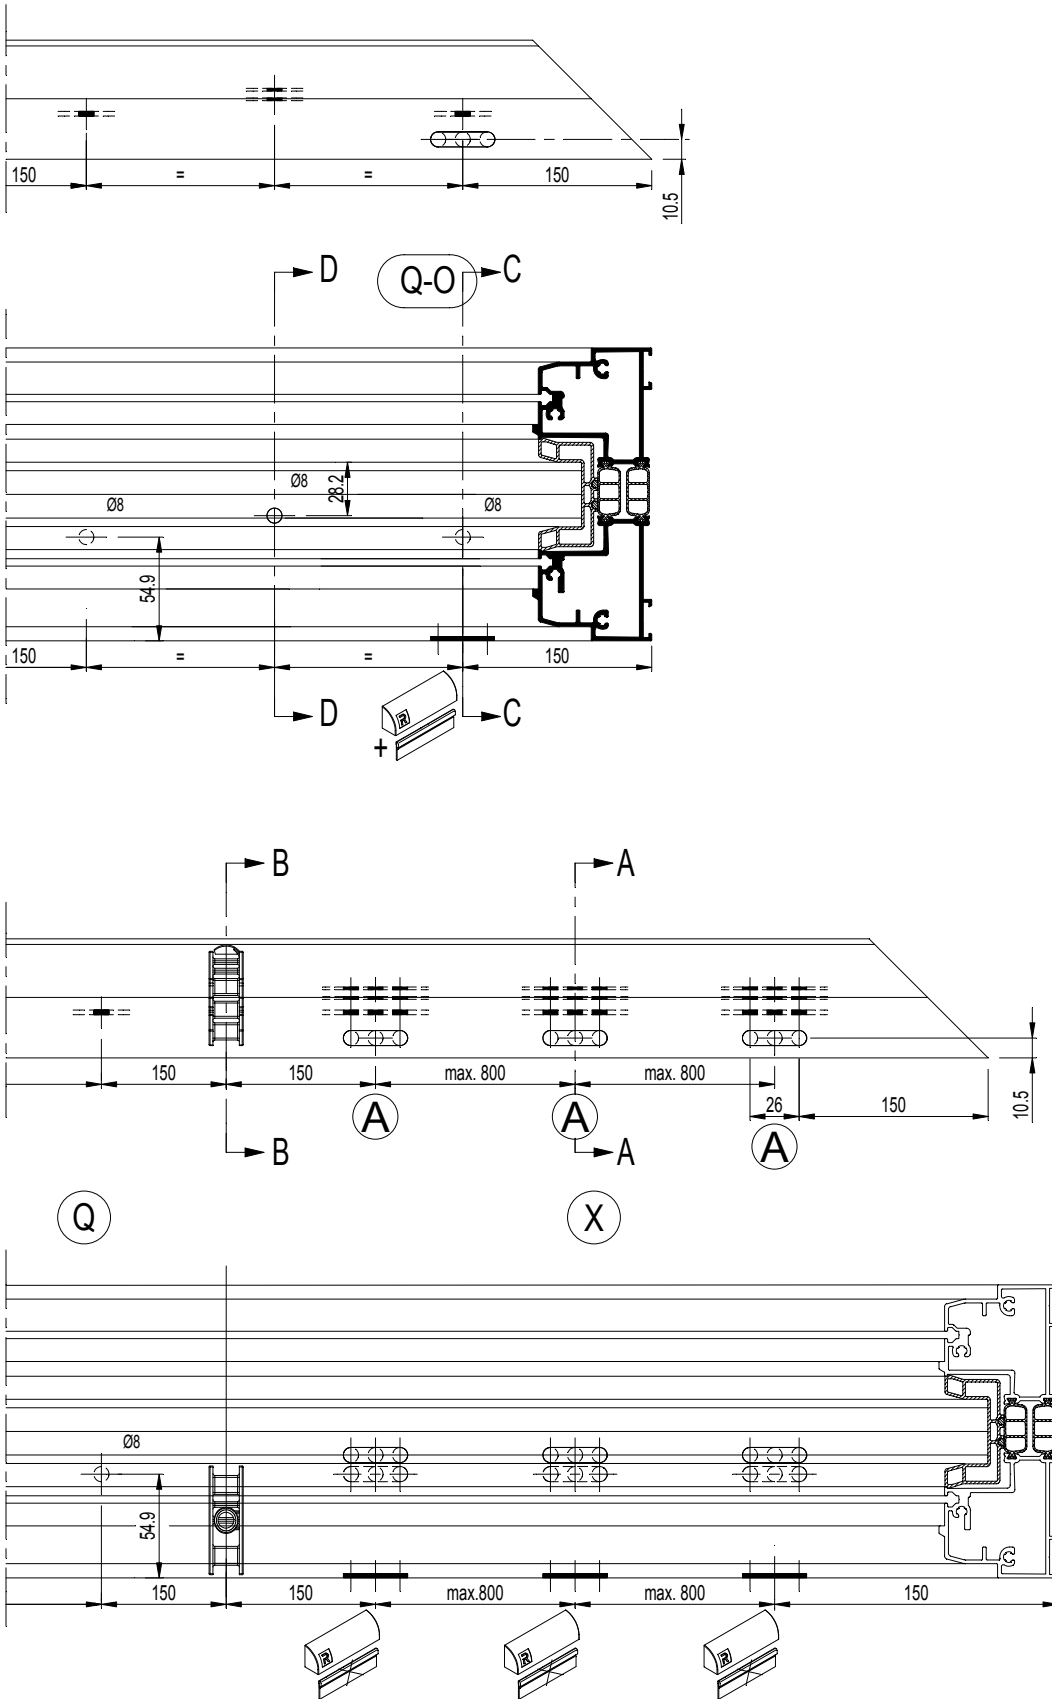 150 = = 150
10.5
D Q-O C
Ø8 Ø8 28.2 Ø8
54.9
150 = = 150
D C
R
+
B A
150 150 max. 800 max. 800
26 150 10.5
A A A
B A
Q X
Ø8
54.9
150 150 max.800 max. 800 150
R R R